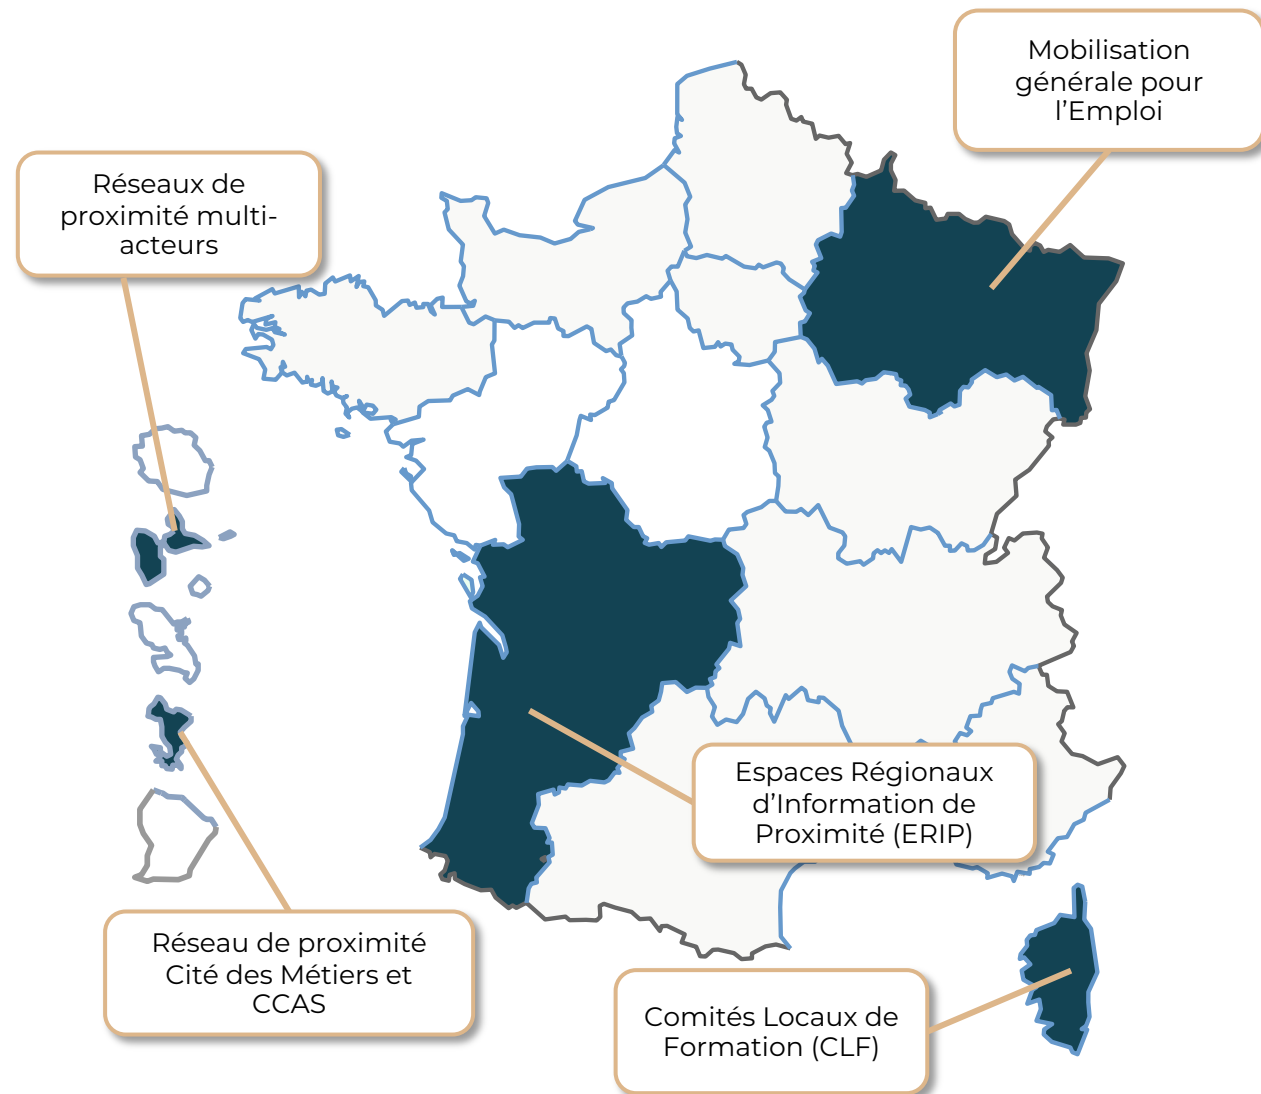 Mobilisation
générale pour
l’Emploi
Réseaux de
proximité multi-
acteurs
Espaces Régionaux
d’Information de
Proximité (ERIP)
Réseau de proximité
Cité des Métiers et
CCAS
Comités Locaux de
Formation (CLF)